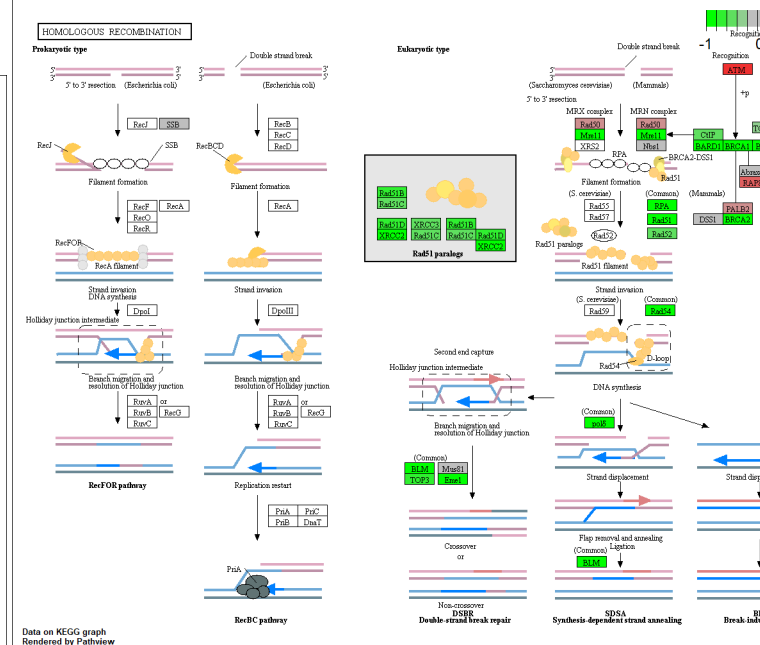 HOMOLOGOUS RECOMBINATION
Prokaryotic type
Double strand break
5' 3'
3' 5'
5' to 3' resection
(Escherichia coli)
(Escherichia coli)
RecJ SSB
RecB
RecC
RecD
RecJ
SSB
RecBCD
Filament formation
Filament formation
RecF RecA
RecO
RecR
RecA
RecFOR
RecA filament
Strand invasion
DNA synthesis
Strand invasion
DpoI
DpoIII
Holliday junction intermediate
Branch migration and
resolution of Holliday junction
Branch migration and
resolution of Holliday junction
RuvA or
RuvB RecG
RuvC
RuvA or
RuvB RecG
RuvC
RecFOR pathway
Replication restart
PriA PriC
PriB DnaT
PriA
RecBC pathway
Eukaryotic type
Double strand break
5' 3'
3' 5'
(Saccharomyces cerevisiae)
(Mammals)
5' to 3' resection
MRX complex
MRN complex
Rad50
Mre11
XRS2
Rad50
Mre11
Nbs1
-1
Recognition
ATM
+p
CtIP
BARD1 BRCA1
RPA
BRCA2-DSS1
Rad51
Filament formation
(S. cerevisiae)
(Common)
(Mammals)
Rad55
Rad57
Rad52
RPA
Rad51
Rad52
PALB2
DSS1 BRCA2
Rad51 paralogs
Rad51 filament
Rad51B
Rad51C
Rad51D XRCC3 Rad51B
XRCC2 Rad51C Rad51C Rad51D
XRCC2
Rad51 paralogs
Strand invasion
(S. cerevisiae)
(Common)
Rad59
Rad54
D-loop
Rad54
DNA synthesis
Second end capture
Holliday junction intermediate
Branch migration and
resolution of Holliday junction
(Common)
BLM Mus81
TOP3 Eme1
Crossover
or
Non-crossover
DSBR
Double-strand break repair
(Common)
polδ
Strand displacement
Flap removal and annealing
Ligation
(Common)
BLM
SDSA
Synthesis-dependent strand annealing
Strand disp
Break-indu
Data on KEGG graph
Rendered by Pathview